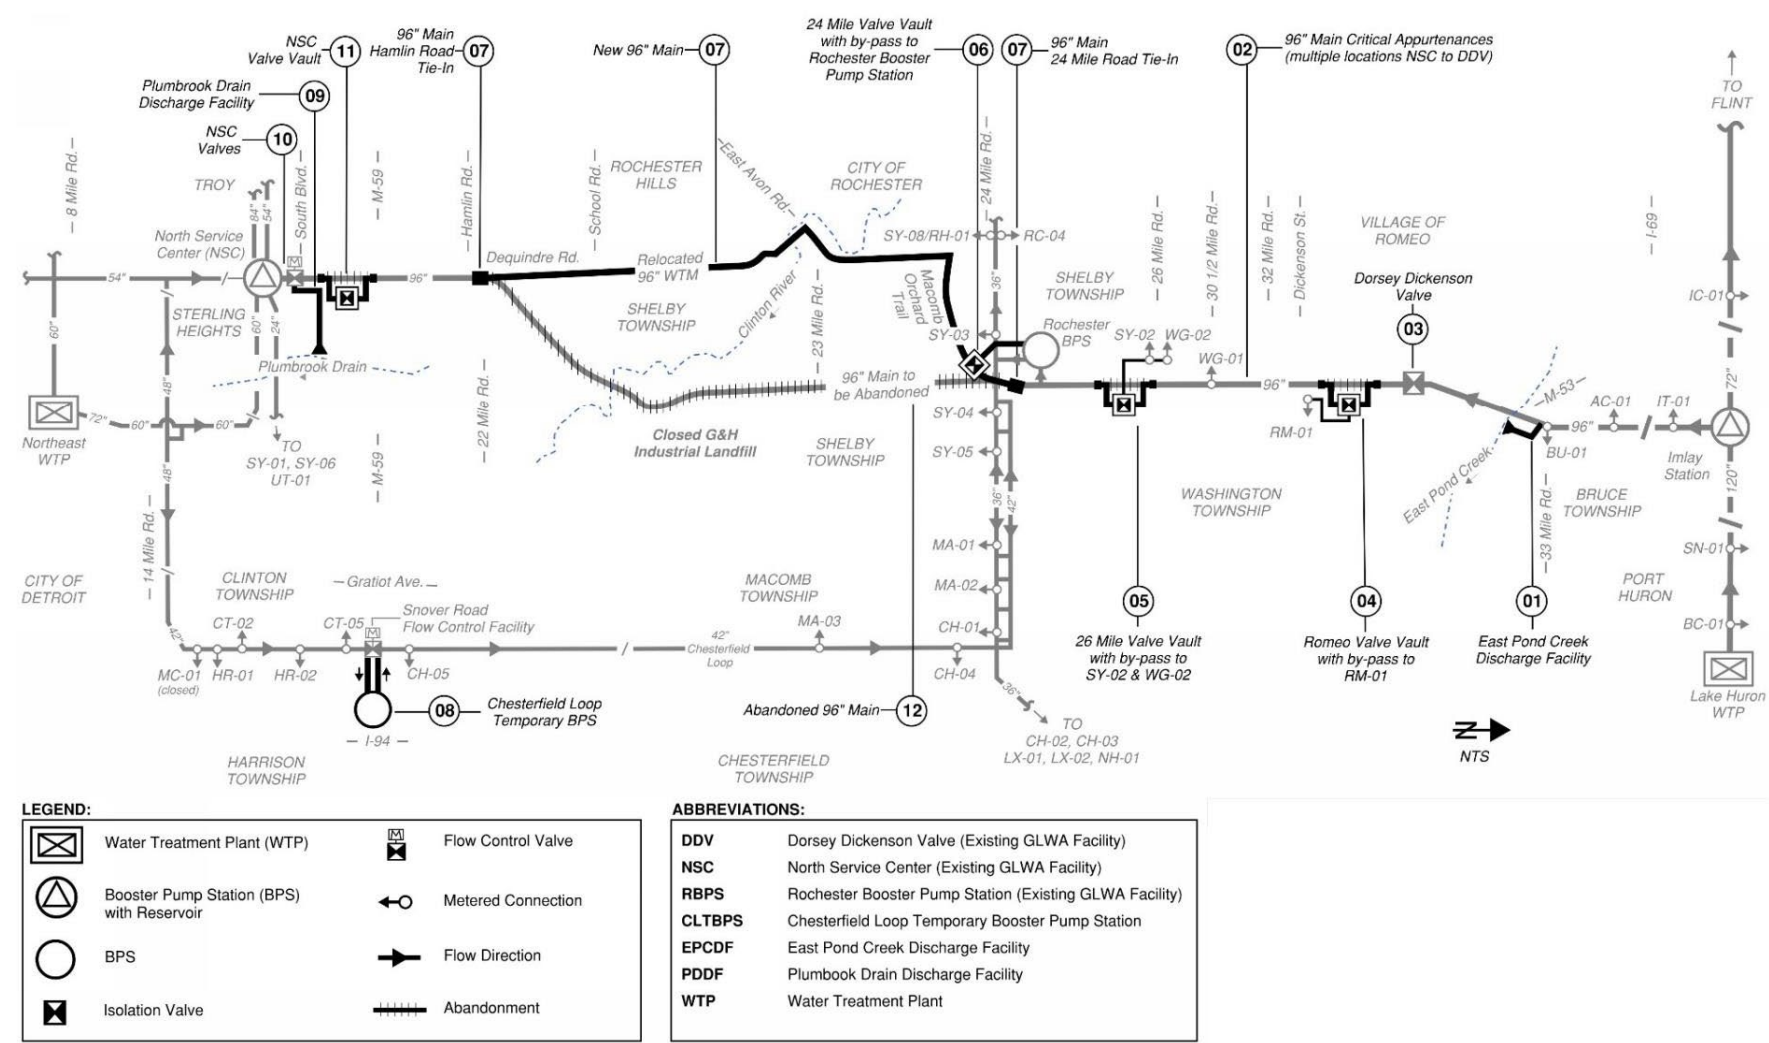 NSC
Valve Vault
11
96" Main
Hamlin Road
Tie-In
07
New 96" Main
07
24 Mile Valve Vault
with by-pass to
Rochester Booster
Pump Station
06
07
96" Main
24 Mile Road Tie-In
02
96" Main Critical Appurtenances
(multiple locations NSC to DDV)
Plumbrook Drain
Discharge Facility
09
NSC
Valves
10
TO
FLINT
8 Mile Rd.
TROY
84"
54"
South Blvd.
M-59
Hamlin Rd.
School Rd.
ROCHESTER
HILLS
East Avon Rd.
CITY OF
ROCHESTER
24 Mile Rd.
SY-08/RH-01
RC-04
26 Mile Rd.
30 1/2 Mile Rd.
32 Mile Rd.
Dickenson St.
VILLAGE OF
ROMEO
I-69
North Service
Center (NSC)
M
54"
96"
Dequindre Rd.
Relocated
96" WTM
Clinton River
23 Mile Rd.
Macomb
Orchard
Trail
36"
SHELBY
TOWNSHIP
Dorsey Dickenson
Valve
03
IC-01
60"
STERLING
HEIGHTS
60"
24"
SHELBY
TOWNSHIP
SY-03
Rochester
BPS
SY-02
WG-02
WG-01
Plumbrook Drain
48"
22 Mile Rd.
96" Main to
be Abandoned
96"
M-53
72"
Northeast
WTP
72"
60"
60"
TO
SY-01, SY-06
UT-01
M-59
Closed G&H
Industrial Landfill
SHELBY
TOWNSHIP
SY-04
SY-05
RM-01
AC-01
IT-01
96"
BU-01
Imlay
Station
48"
14 Mile Rd.
36"
42"
WASHINGTON
TOWNSHIP
East Pond Creek
33 Mile Rd.
BRUCE
TOWNSHIP
120"
MA-01
SN-01
CITY OF
DETROIT
CLINTON
TOWNSHIP
Gratiot Ave.
MACOMB
TOWNSHIP
MA-02
PORT
HURON
05
04
01
42"
CT-02
CT-05
M
Snover Road
Flow Control Facility
MA-03
CH-01
BC-01
42"
Chesterfield
Loop
26 Mile Valve Vault
with by-pass to
SY-02 & WG-02
Romeo Valve Vault
with by-pass to
RM-01
East Pond Creek
Discharge Facility
MC-01
(closed)
HR-01
HR-02
CH-05
CH-04
36"
Lake Huron
WTP
08
Chesterfield Loop
Temporary BPS
Abandoned 96" Main
12
I-94
TO
CH-02, CH-03
LX-01, LX-02, NH-01
N
NTS
HARRISON
TOWNSHIP
CHESTERFIELD
TOWNSHIP
LEGEND:
Water Treatment Plant (WTP)
Booster Pump Station (BPS)
with Reservoir
BPS
Isolation Valve
M
Flow Control Valve
Metered Connection
Flow Direction
Abandonment
ABBREVIATIONS:
DDV Dorsey Dickenson Valve (Existing GLWA Facility)
NSC North Service Center (Existing GLWA Facility)
RBPS Rochester Booster Pump Station (Existing GLWA Facility)
CLTBPS Chesterfield Loop Temporary Booster Pump Station
EPCDF East Pond Creek Discharge Facility
PDDF Plumbook Drain Discharge Facility
WTP Water Treatment Plant